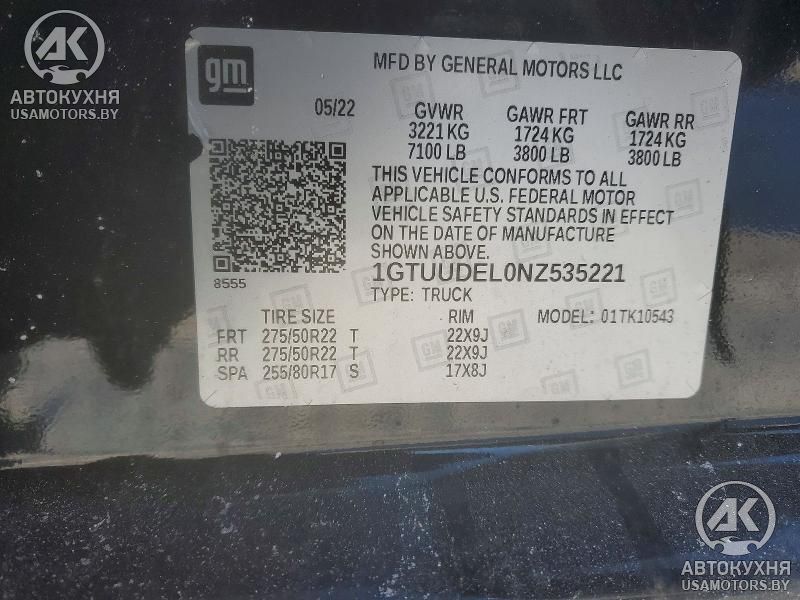 AK
АВТОКУХНЯ
USAMOTORS.BY
gm
MFD BY GENERAL MOTORS LLC
05/22 GVWR GAWR FRT GAWR RR
3221 KG 1724 KG 1724 KG
7100 LB 3800 LB 3800 LB
THIS VEHICLE CONFORMS TO ALL
APPLICABLE U.S. FEDERAL MOTOR
VEHICLE SAFETY STANDARDS IN EFFECT
ON THE DATE OF MANUFACTURE
SHOWN ABOVE.
8555
1GTUUDEL0NZ535221
TYPE: TRUCK
TIRE SIZE RIM MODEL: 01TK10543
FRT 275/50R22 T 22X9J
RR 275/50R22 T 22X9J
SPA 255/80R17 S 17X8J
AK
АВТОКУХНЯ
USAMOTORS.BY